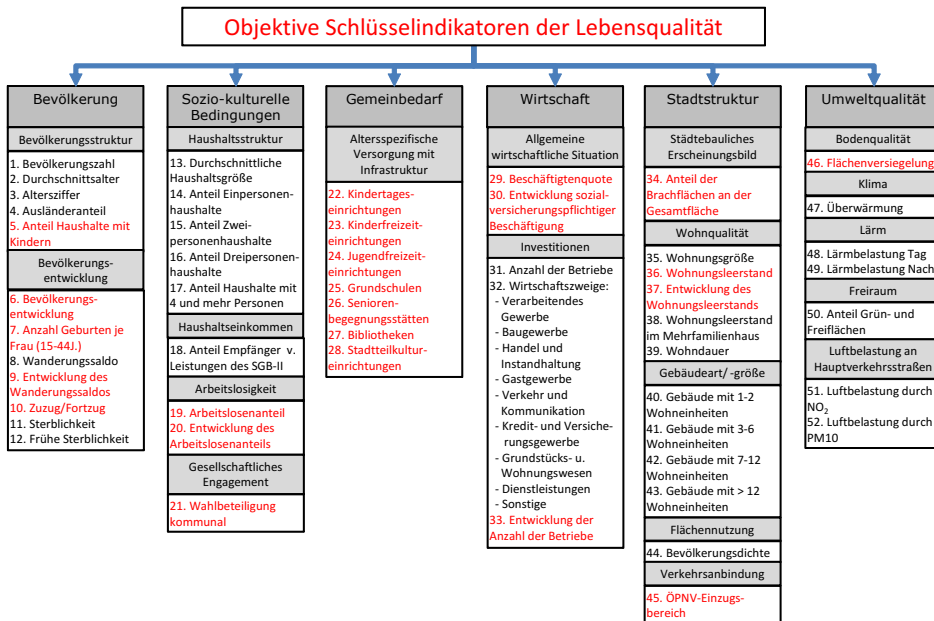 Objektive Schlüsselindikatoren der Lebensqualität
Bevölkerung
Bevölkerungsstruktur
1. Bevölkerungszahl
2. Durchschnittsalter
3. Altersziffer
4. Ausländeranteil
5. Anteil Haushalte mit
Kindern
Bevölkerungs-
entwicklung
6. Bevölkerungs-
entwicklung
7. Anzahl Geburten je
Frau (15-44J.)
8. Wanderungssaldo
9. Entwicklung des
Wanderungssaldos
10. Zuzug/Fortzug
11. Sterblichkeit
12. Frühe Sterblichkeit
Sozio-kulturelle
Bedingungen
Haushaltsstruktur
13. Durchschnittliche
Haushaltsgröße
14. Anteil Einpersonen-
haushalte
15. Anteil Zwei-
personenhaushalte
16. Anteil Dreipersonen-
haushalte
17. Anteil Haushalte mit
4 und mehr Personen
Haushaltseinkommen
18. Anteil Empfänger v.
Leistungen des SGB-II
Arbeitslosigkeit
19. Arbeitslosenanteil
20. Entwicklung des
Arbeitslosenanteils
Gesellschaftliches
Engagement
21. Wahlbeteiligung
kommunal
Gemeinbedarf
Altersspezifische
Versorgung mit
Infrastruktur
22. Kindertages-
einrichtungen
23. Kinderfreizeit-
einrichtungen
24. Jugendfreizeit-
einrichtungen
25. Grundschulen
26. Senioren-
begegnungsstätten
27. Bibliotheken
28. Stadtteilkultur-
einrichtungen
Wirtschaft
Allgemeine
wirtschaftliche Situation
29. Beschäftigtenquote
30. Entwicklung sozial-
versicherungspflichtiger
Beschäftigung
Investitionen
31. Anzahl der Betriebe
32. Wirtschaftszweige:
- Verarbeitendes
Gewerbe
- Baugewerbe
- Handel und
Instandhaltung
- Gastgewerbe
- Verkehr und
Kommunikation
- Kredit- und Versiche-
rungsgewerbe
- Grundstücks- u.
Wohnungswesen
- Dienstleistungen
- Sonstige
33. Entwicklung der
Anzahl der Betriebe
Stadtstruktur
Städtebauliches
Erscheinungsbild
34. Anteil der
Brachflächen an der
Gesamtfläche
Wohnqualität
35. Wohnungsgröße
36. Wohnungsleerstand
37. Entwicklung des
Wohnungsleerstands
38. Wohnungsleerstand
im Mehrfamilienhaus
39. Wohndauer
Gebäudeart/ -größe
40. Gebäude mit 1-2
Wohneinheiten
41. Gebäude mit 3-6
Wohneinheiten
42. Gebäude mit 7-12
Wohneinheiten
43. Gebäude mit > 12
Wohneinheiten
Flächennutzung
44. Bevölkerungsdichte
Verkehrsanbindung
45. ÖPNV-Einzugs-
bereich
Umweltqualität
Bodenqualität
46. Flächenversiegelung
Klima
47. Überwärmung
Lärm
48. Lärmbelastung Tag
49. Lärmbelastung Nach
Freiraum
50. Anteil Grün- und
Freiflächen
Luftbelastung an
Hauptverkehrsstraßen
51. Luftbelastung durch
NO₂
52. Luftbelastung durch
PM10